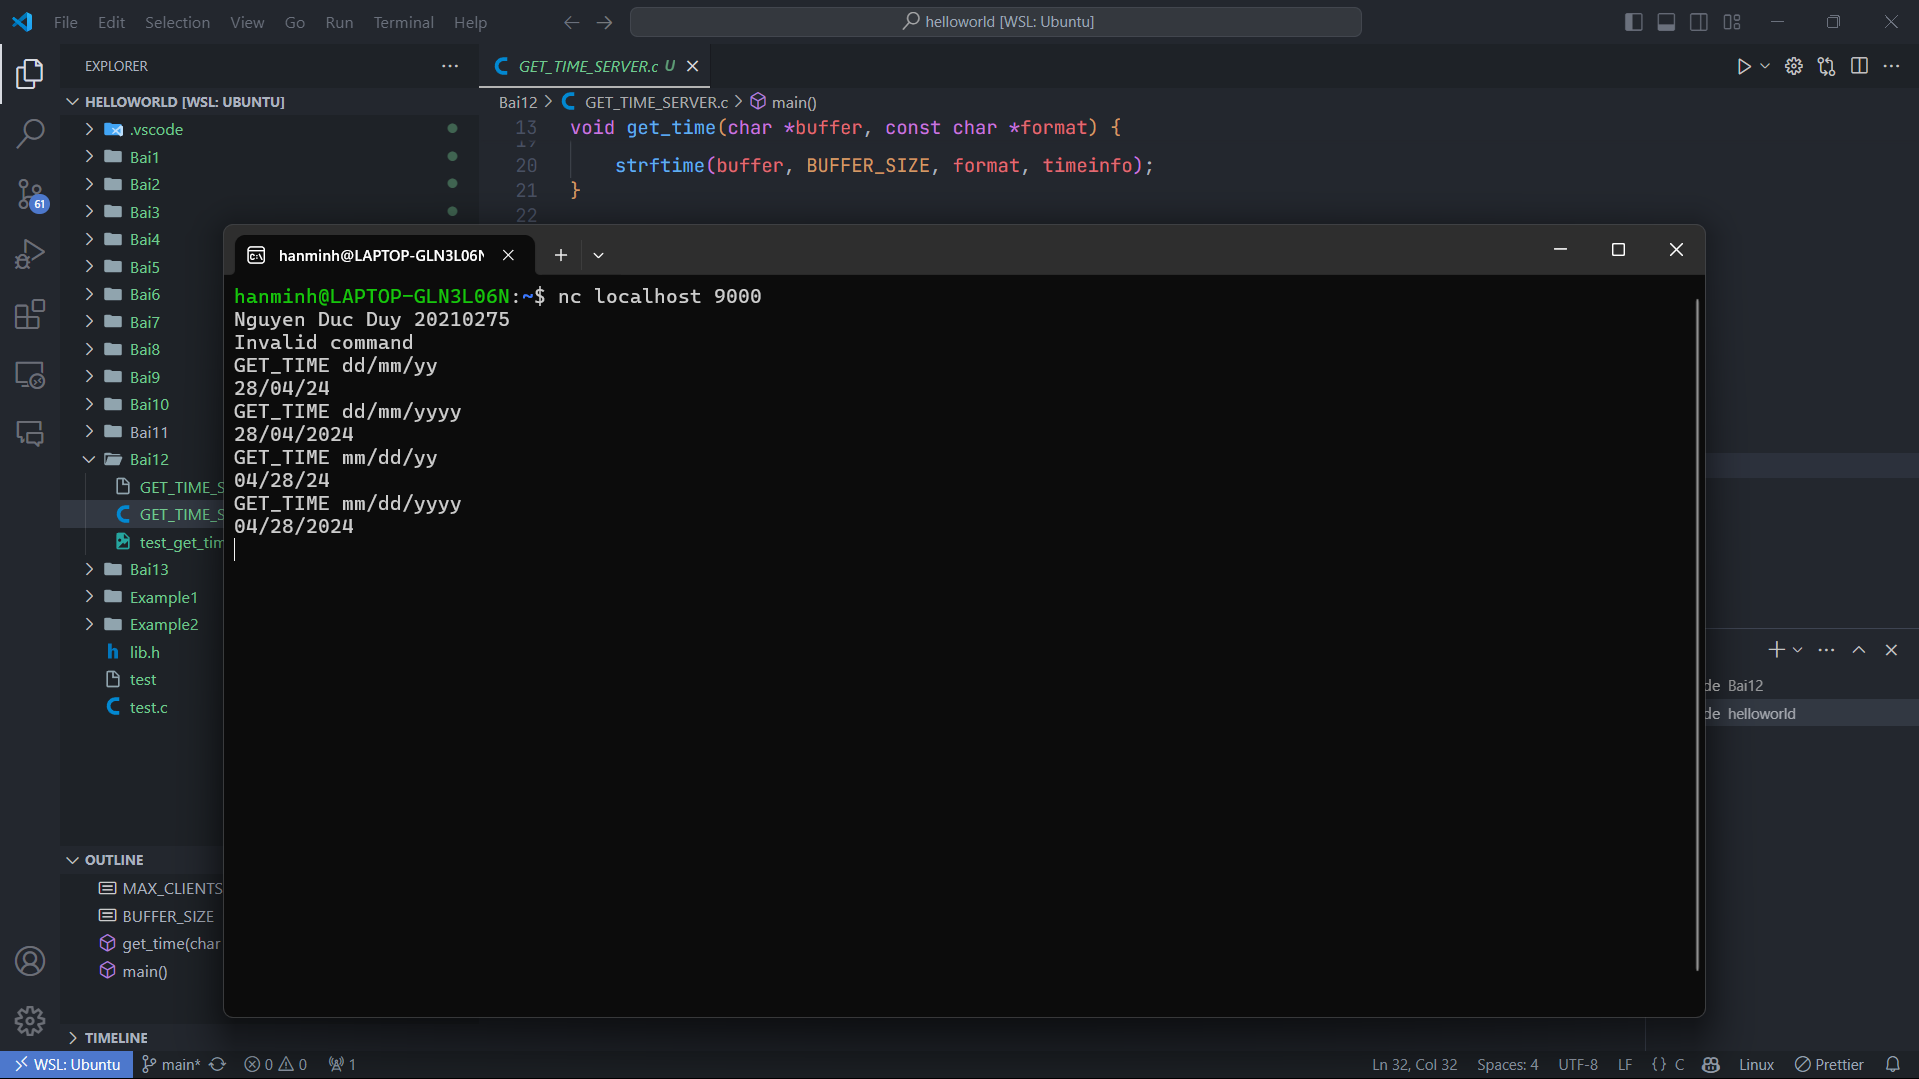 File Edit Selection View Go Run Terminal Help
helloworld [WSL: Ubuntu]
EXPLORER
HELLOWORLD [WSL: UBUNTU]
.vscode
Bai1
Bai2
Bai3
Bai4
Bai5
Bai6
Bai7
Bai8
Bai9
Bai10
Bai11
Bai12
GET_TIME_S
GET_TIME_S
test_get_tim
Bai13
Example1
Example2
lib.h
test
test.c
61
OUTLINE
MAX_CLIENTS
BUFFER_SIZE
get_time(char
main()
TIMELINE
GET_TIME_SERVER.c U
Bai12 > GET_TIME_SERVER.c > main()
13 void get_time(char *buffer, const char *format) {
20 strftime(buffer, BUFFER_SIZE, format, timeinfo);
21 }
22
hanminh@LAPTOP-GLN3L06N
hanminh@LAPTOP-GLN3L06N:~$ nc localhost 9000
Nguyen Duc Duy 20210275
Invalid command
GET_TIME dd/mm/yy
28/04/24
GET_TIME dd/mm/yyyy
28/04/2024
GET_TIME mm/dd/yy
04/28/24
GET_TIME mm/dd/yyyy
04/28/2024
de Bai12
de helloworld
WSL: Ubuntu main* 0 0 1 Ln 32, Col 32 Spaces: 4 UTF-8 LF {} C Linux Prettier